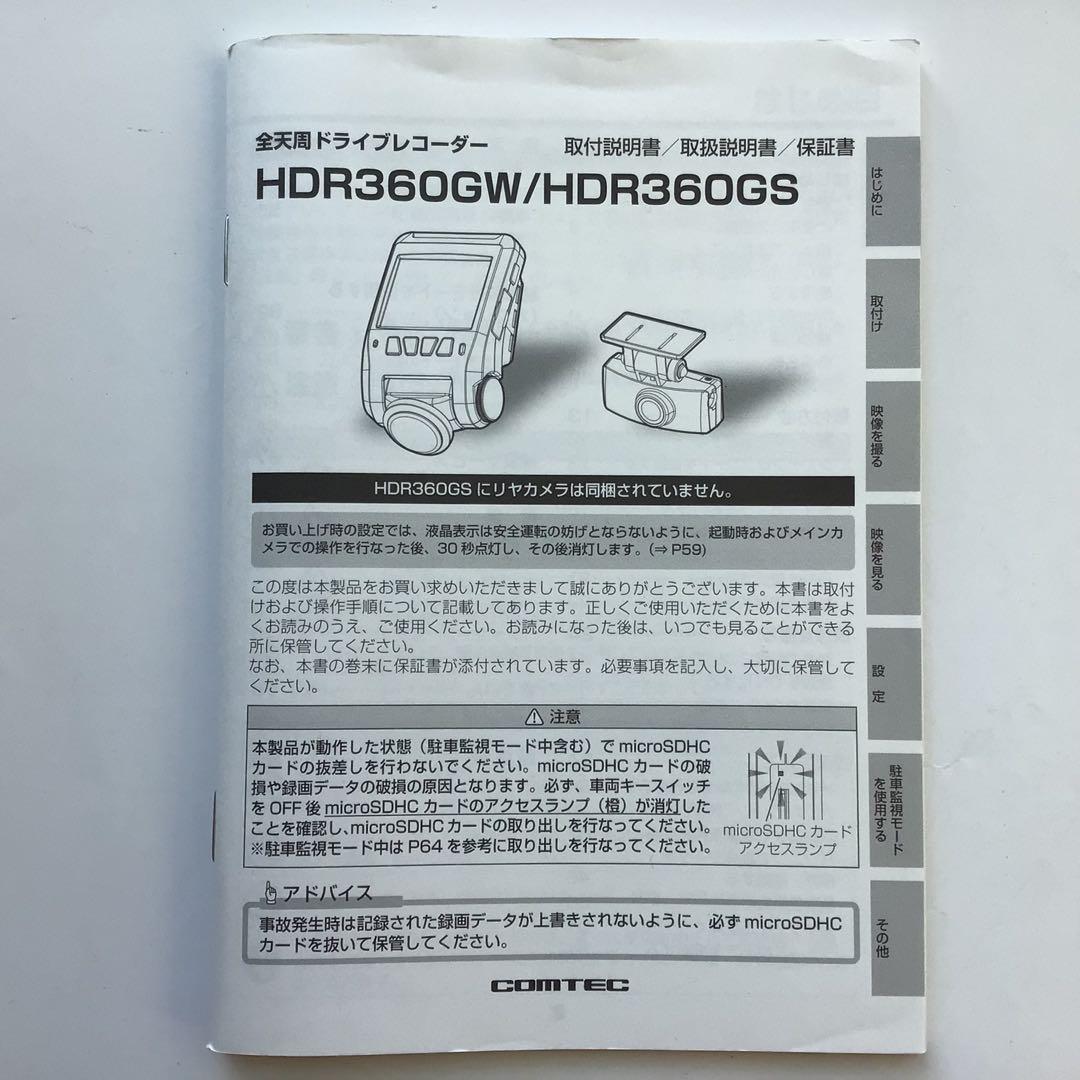 全天周ドライブレコーダー 取付説明書／取扱説明書／保証書
HDR360GW/HDR360GS
HDR360GS にリヤカメラは同梱されていません。
お買い上げ時の設定では、液晶表示は安全運転の妨げとならないように、起動時およびメインカ
メラでの操作を行なった後、30 秒点灯し、その後消灯します。(⇒ P59)
この度は本製品をお買い求めいただきまして誠にありがとうございます。本書は取付
けおよび操作手順について記載してあります。正しくご使用いただくために本書をよ
くお読みのうえ、ご使用ください。お読みになった後は、いつでも見ることができる
所に保管してください。
なお、本書の巻末に保証書が添付されています。必要事項を記入し、大切に保管して
ください。
⚠ 注意
本製品が動作した状態（駐車監視モード中含む）で microSDHC
カードの抜差しを行わないでください。microSDHC カードの破
損や録画データの破損の原因となります。必ず、車両キースイッチ
を OFF 後 microSDHC カードのアクセスランプ（橙）が消灯した
ことを確認し、microSDHC カードの取り出しを行なってください。
※駐車監視モード中は P64 を参考に取り出しを行なってください。
microSDHC カード
アクセスランプ
アドバイス
事故発生時は記録された録画データが上書きされないように、必ず microSDHC
カードを抜いて保管してください。
COMTEC
はじめに
取付け
映像を撮る
映像を見る
設定
駐車監視モード
を使用する
その他